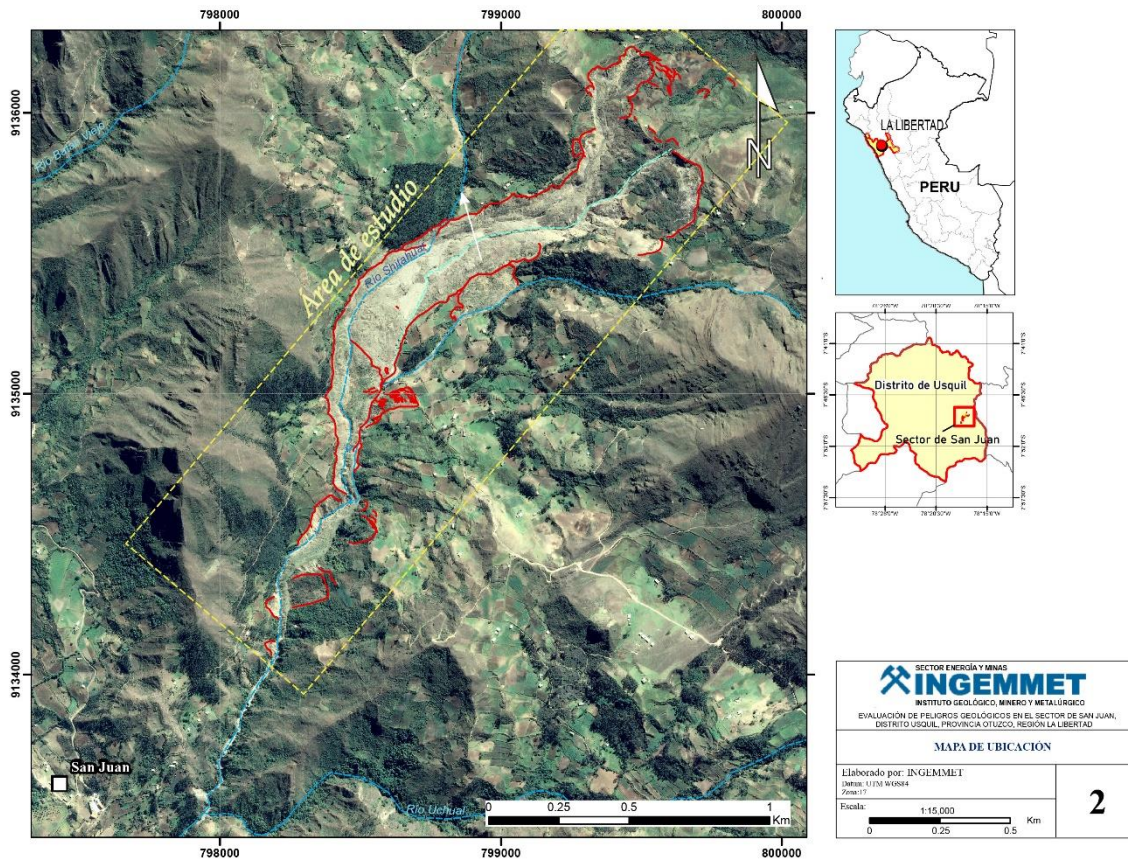 798000
799000
800000
9136000
9135000
9134000
Área de estudio
Río Shitahuat
Río Uchual
San Juan
N
0
0.25
0.5
1
Km
798000
799000
800000
LA LIBERTAD
PERU
Distrito de Usquil
Sector de San Juan
SECTOR ENERGÍA Y MINAS
INGEMMET
INSTITUTO GEOLÓGICO, MINERO Y METALÚRGICO
EVALUACIÓN DE PELIGROS GEOLÓGICOS EN EL SECTOR DE SAN JUAN,
DISTRITO USQUIL, PROVINCIA OTUZCO, REGIÓN LA LIBERTAD
MAPA DE UBICACIÓN
Elaborado por: INGEMMET
Datum: UTM WGS84
Zona:17
Escala:
1:15,000
0
0.25
0.5
Km
2